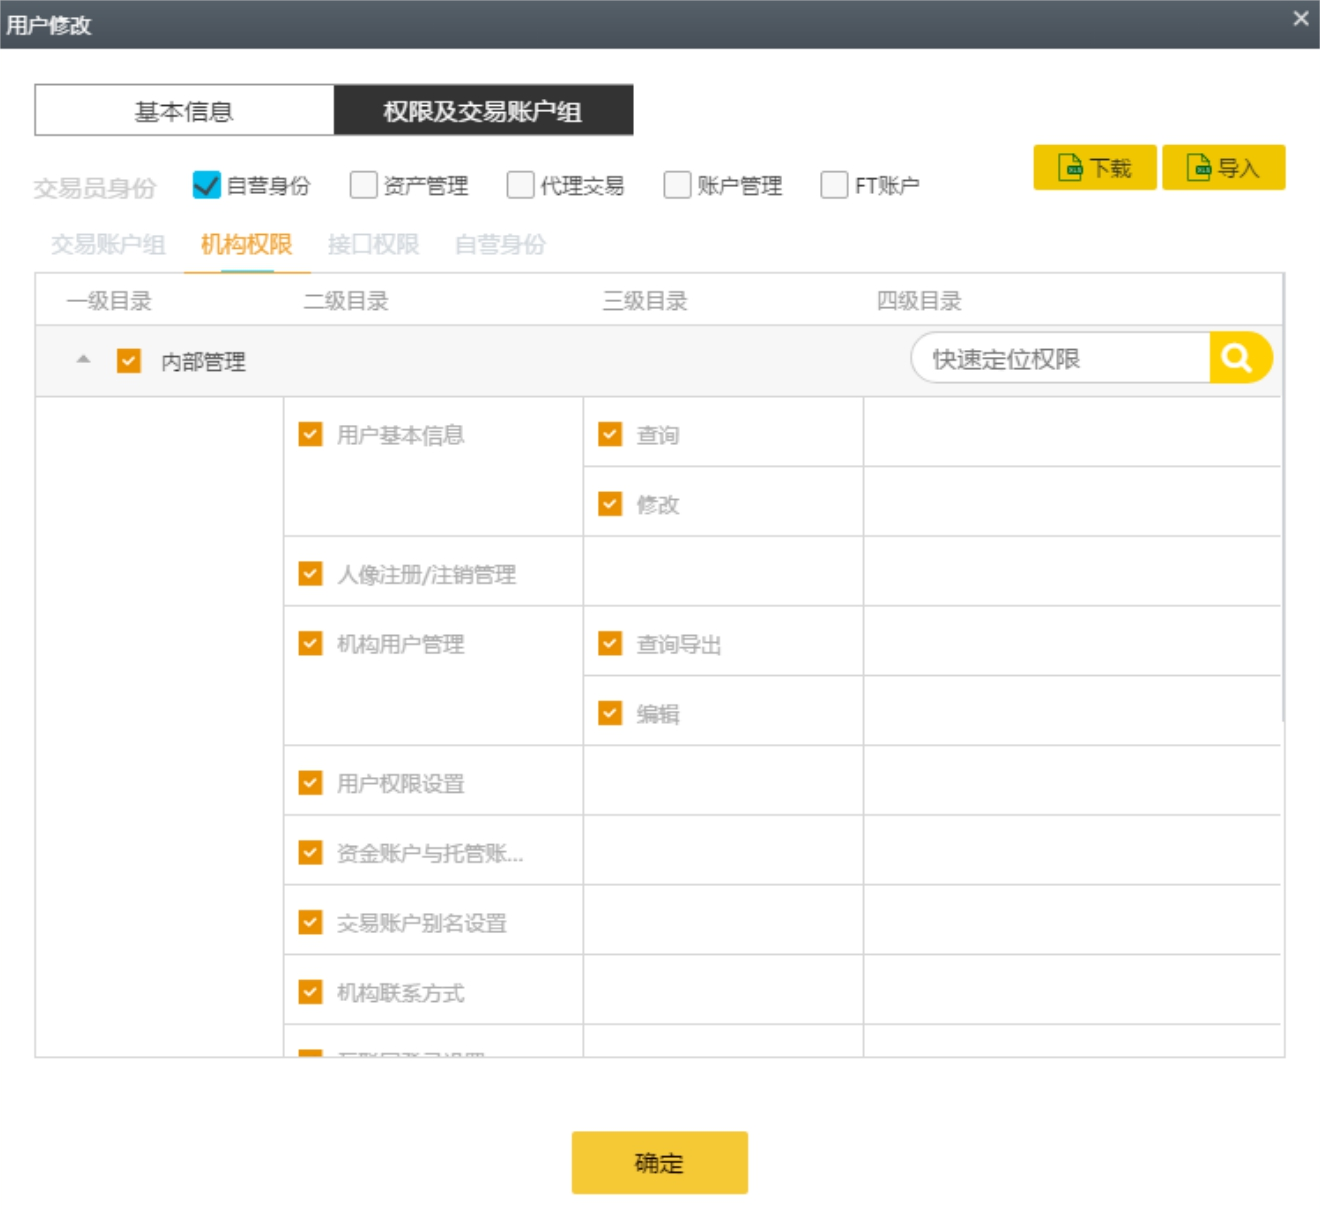 用户修改
基本信息 权限及交易账户组
交易员身份 自营身份 资产管理 代理交易 账户管理 FT账户 下载 导入
交易账户组 机构权限 接口权限 自营身份
一级目录 二级目录 三级目录 四级目录
内部管理 快速定位权限
用户基本信息 查询
修改
人像注册/注销管理
机构用户管理 查询导出
编辑
用户权限设置
资金账户与托管账...
交易账户别名设置
机构联系方式
确定